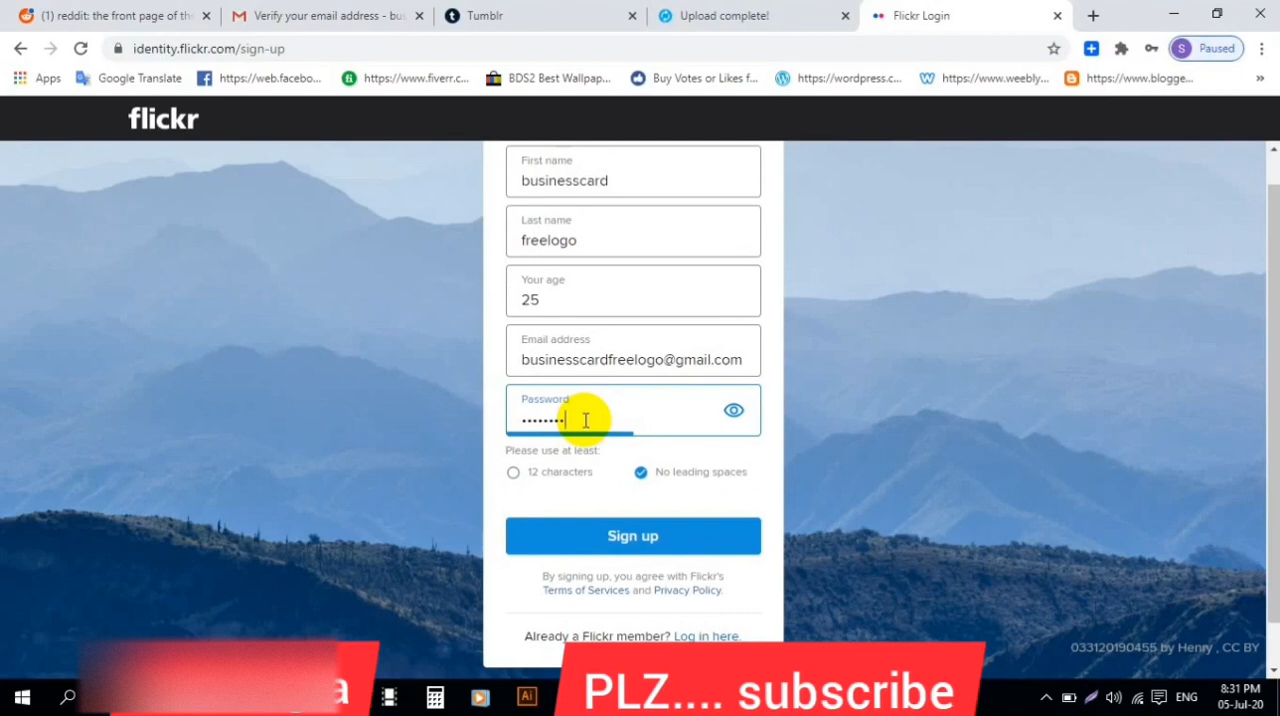 (1) reddit: the front page of the
Verify your email address - bus
Tumblr
Upload complete!
Flickr Login
identity.flickr.com/sign-up
S Paused
Apps
Google Translate
https://web.facebo...
https://www.fiverr.c...
BDS2 Best Wallpap...
Buy Votes or Likes f...
https://wordpress.c...
https://www.weebly...
https://www.blogge...
flickr
First name
businesscard
Last name
freelogo
Your age
25
Email address
businesscardfreelogo@gmail.com
Password
••••••••
Please use at least:
12 characters
No leading spaces
Sign up
By signing up, you agree with Flickr's
Terms of Services and Privacy Policy.
Already a Flickr member? Log in here.
033120190455 by Henry , CC BY
PLZ.... subscribe
Ai
ENG
8:31 PM
05-Jul-20